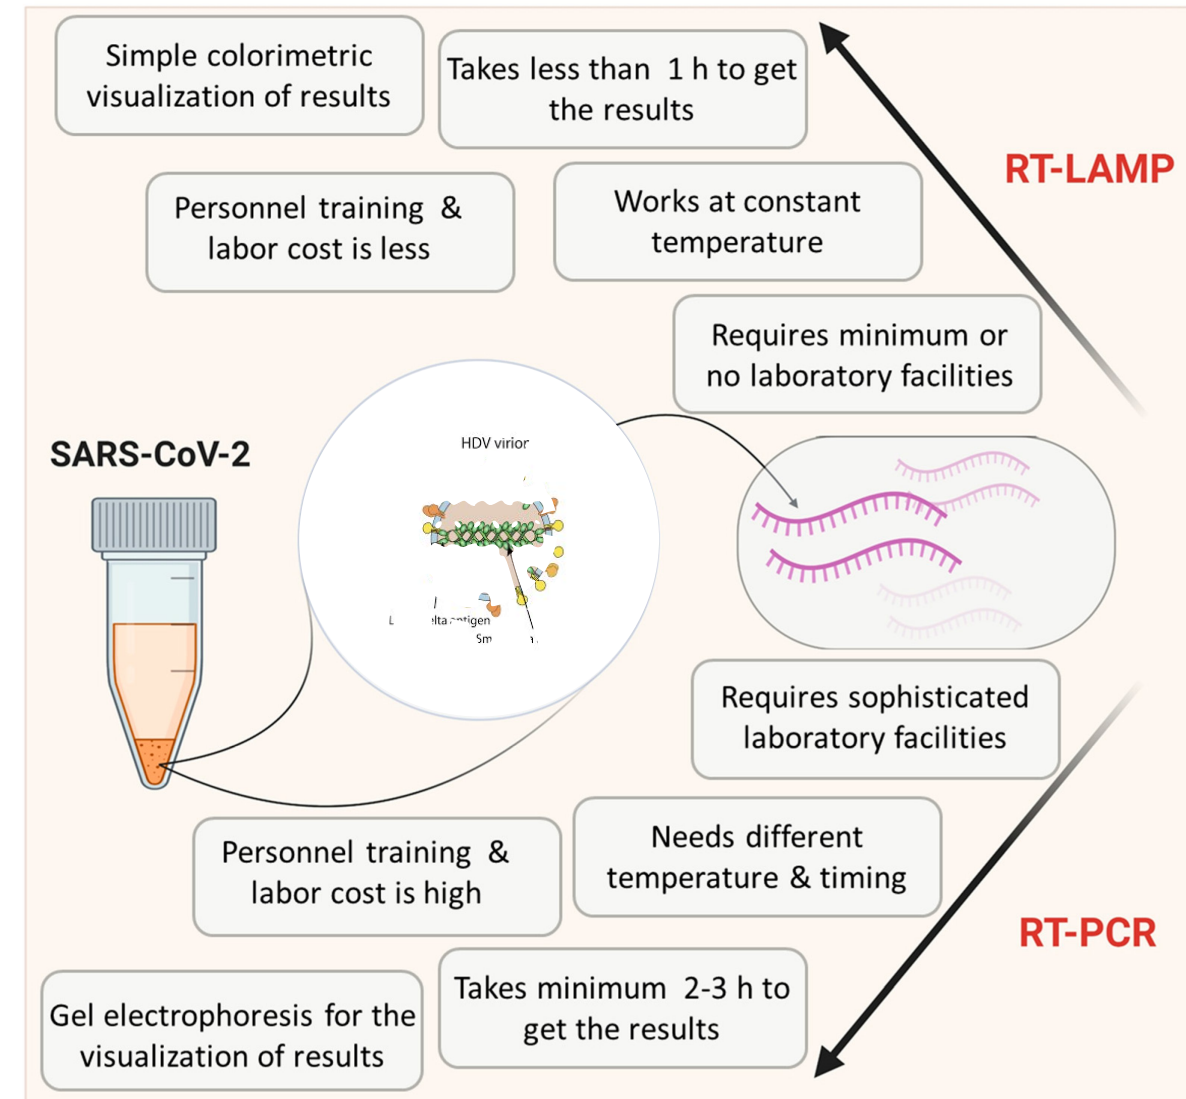 Simple colorimetric
visualization of results
Takes less than 1 h to get
the results
RT-LAMP
Personnel training &
labor cost is less
Works at constant
temperature
Requires minimum or
no laboratory facilities
SARS-CoV-2
HDV
Requires sophisticated
laboratory facilities
Personnel training &
labor cost is high
Needs different
temperature & timing
RT-PCR
Gel electrophoresis for the
visualization of results
Takes minimum 2-3 h to
get the results